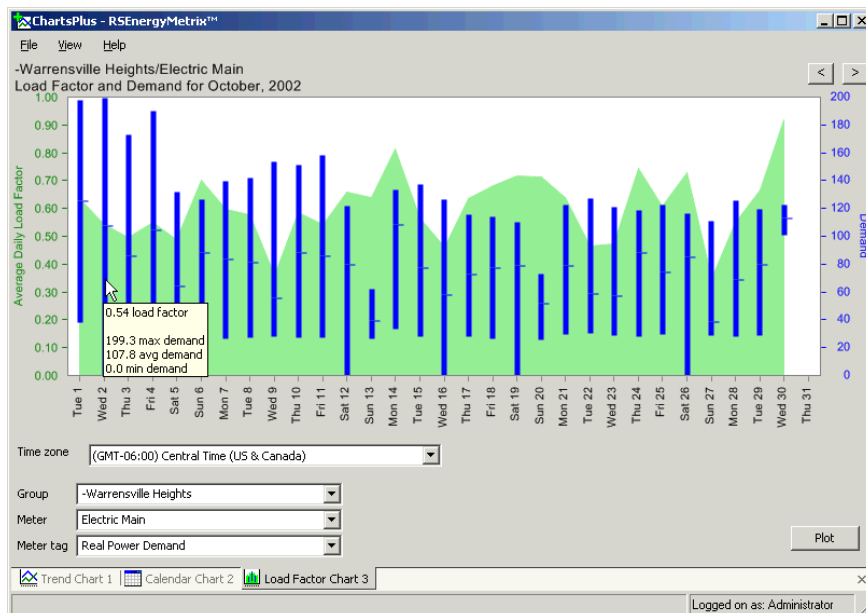 ChartsPlus - RSEnergyMetrix™
File View Help
-Warrensville Heights/Electric Main
Load Factor and Demand for October, 2002
< >
1.00 200
0.90 180
0.80 160
0.70 140
0.60 120
0.50 100
0.40 80
0.30 60
0.20 40
0.10 20
0.00 0
Average Daily Load Factor
Demand
0.54 load factor
199.3 max demand
107.8 avg demand
0.0 min demand
Tue 1 Wed 2 Thu 3 Fri 4 Sat 5 Sun 6 Mon 7 Tue 8 Wed 9 Thu 10 Fri 11 Sat 12 Sun 13 Mon 14 Tue 15 Wed 16 Thu 17 Fri 18 Sat 19 Sun 20 Mon 21 Tue 22 Wed 23 Thu 24 Fri 25 Sat 26 Sun 27 Mon 28 Tue 29 Wed 30 Thu 31
Time zone (GMT-06:00) Central Time (US & Canada)
Group -Warrensville Heights
Meter Electric Main
Meter tag Real Power Demand
Plot
Trend Chart 1 Calendar Chart 2 Load Factor Chart 3
Logged on as: Administrator